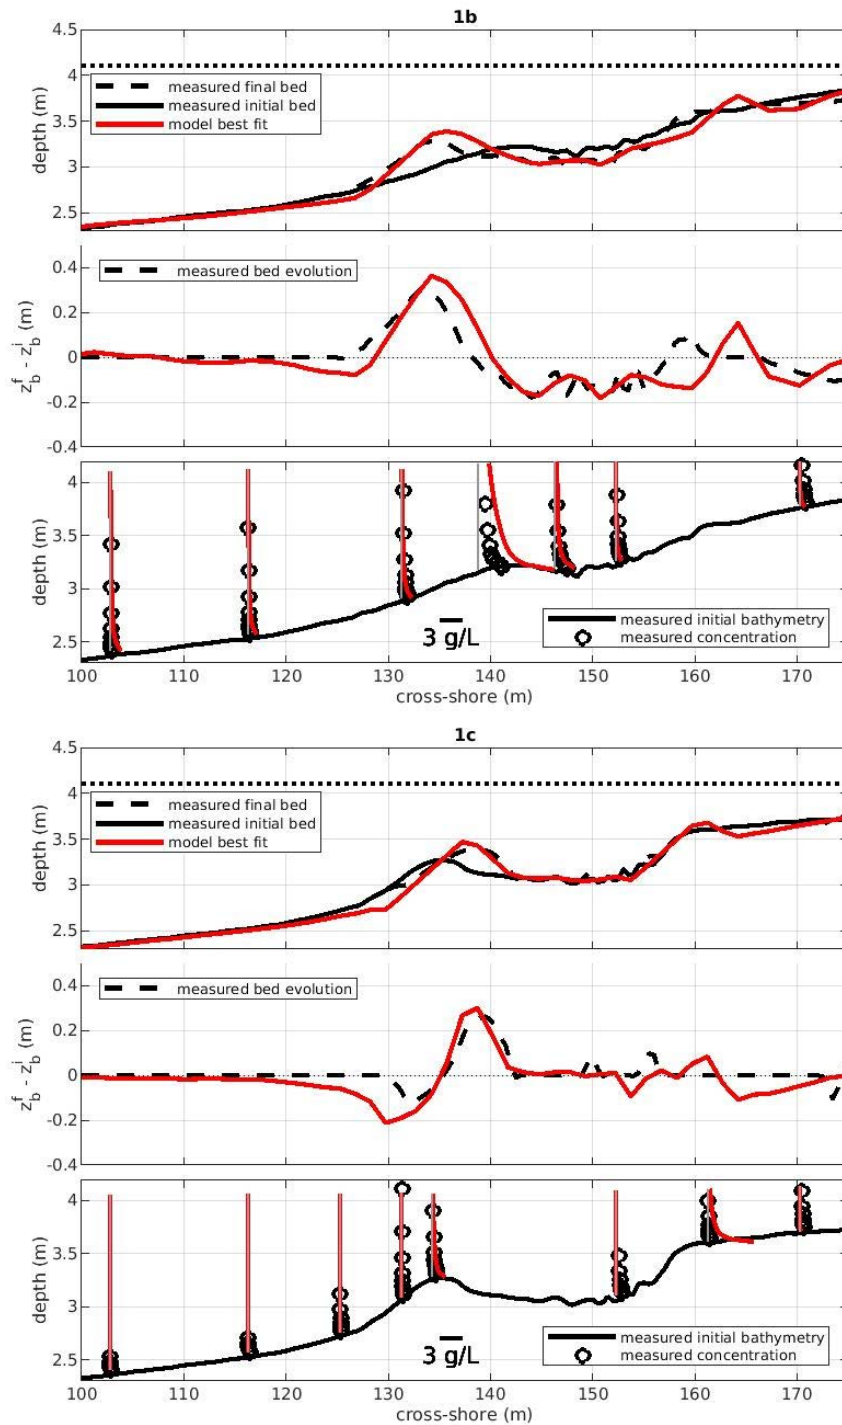 1b
4.5
4
3.5
3
2.5
depth (m)
measured final bed
measured initial bed
model best fit
0.4
0.2
0
-0.2
-0.4
z_b^f - z_b^i (m)
measured bed evolution
4
3.5
3
2.5
depth (m)
3 g/L
measured initial bathymetry
measured concentration
100 110 120 130 140 150 160 170
cross-shore (m)
1c
4.5
4
3.5
3
2.5
depth (m)
measured final bed
measured initial bed
model best fit
0.4
0.2
0
-0.2
-0.4
z_b^f - z_b^i (m)
measured bed evolution
4
3.5
3
2.5
depth (m)
3 g/L
measured initial bathymetry
measured concentration
100 110 120 130 140 150 160 170
cross-shore (m)